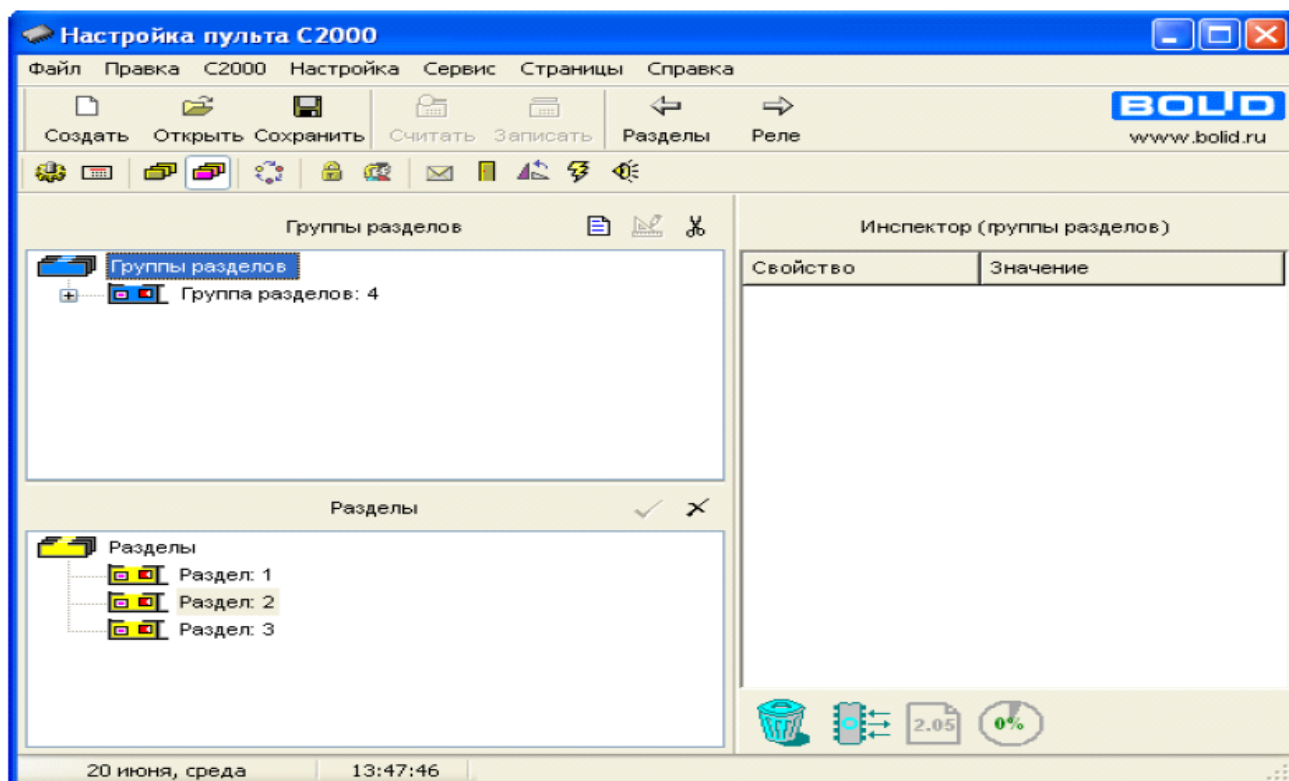 Настройка пульта C2000
Файл Правка C2000 Настройка Сервис Страницы Справка
Создать Открыть Сохранить Считать Записать Разделы Реле
BOLID
www.bolid.ru
Группы разделов
Группы разделов
Группа разделов: 4
Разделы
Разделы
Раздел: 1
Раздел: 2
Раздел: 3
Инспектор (группы разделов)
Свойство Значение
2.05 0%
20 июня, среда 13:47:46